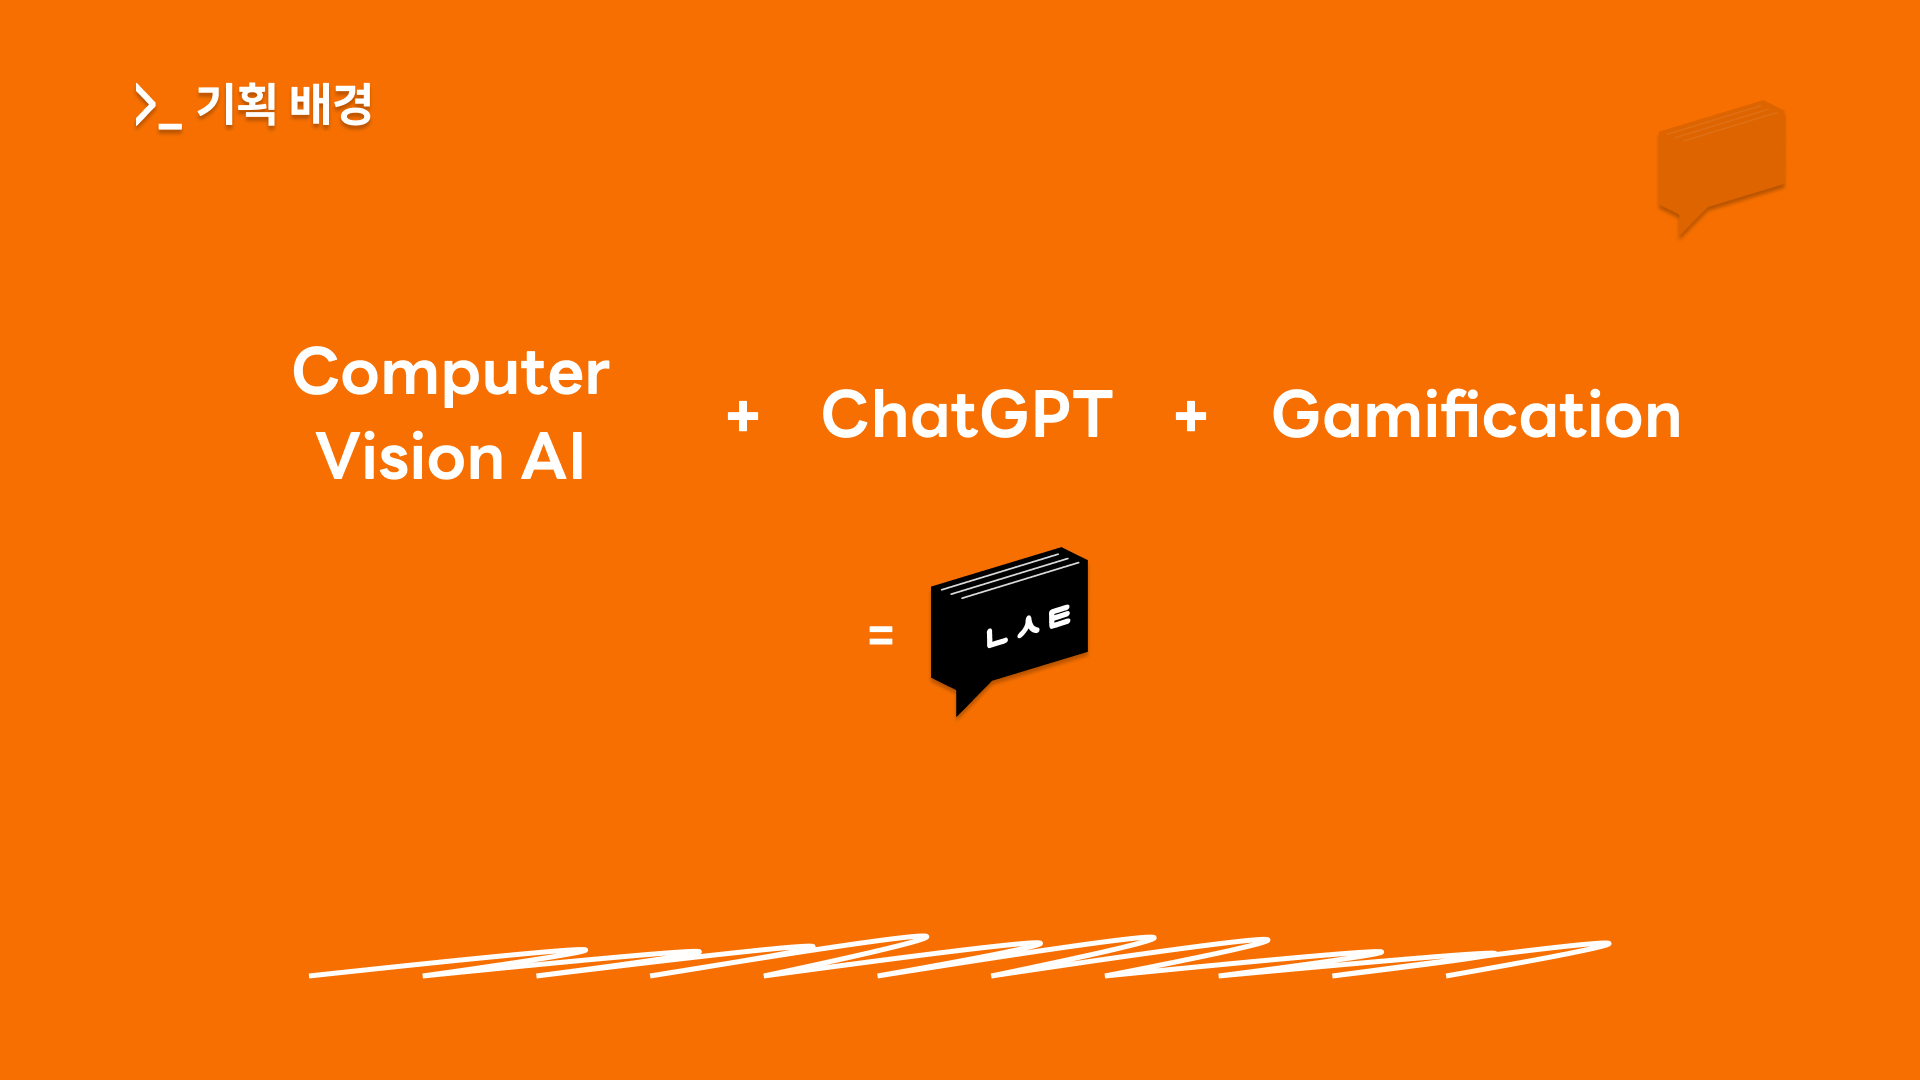 >_ 기획 배경
Computer
Vision AI
+ ChatGPT + Gamification
= ㄴㅅㅌ